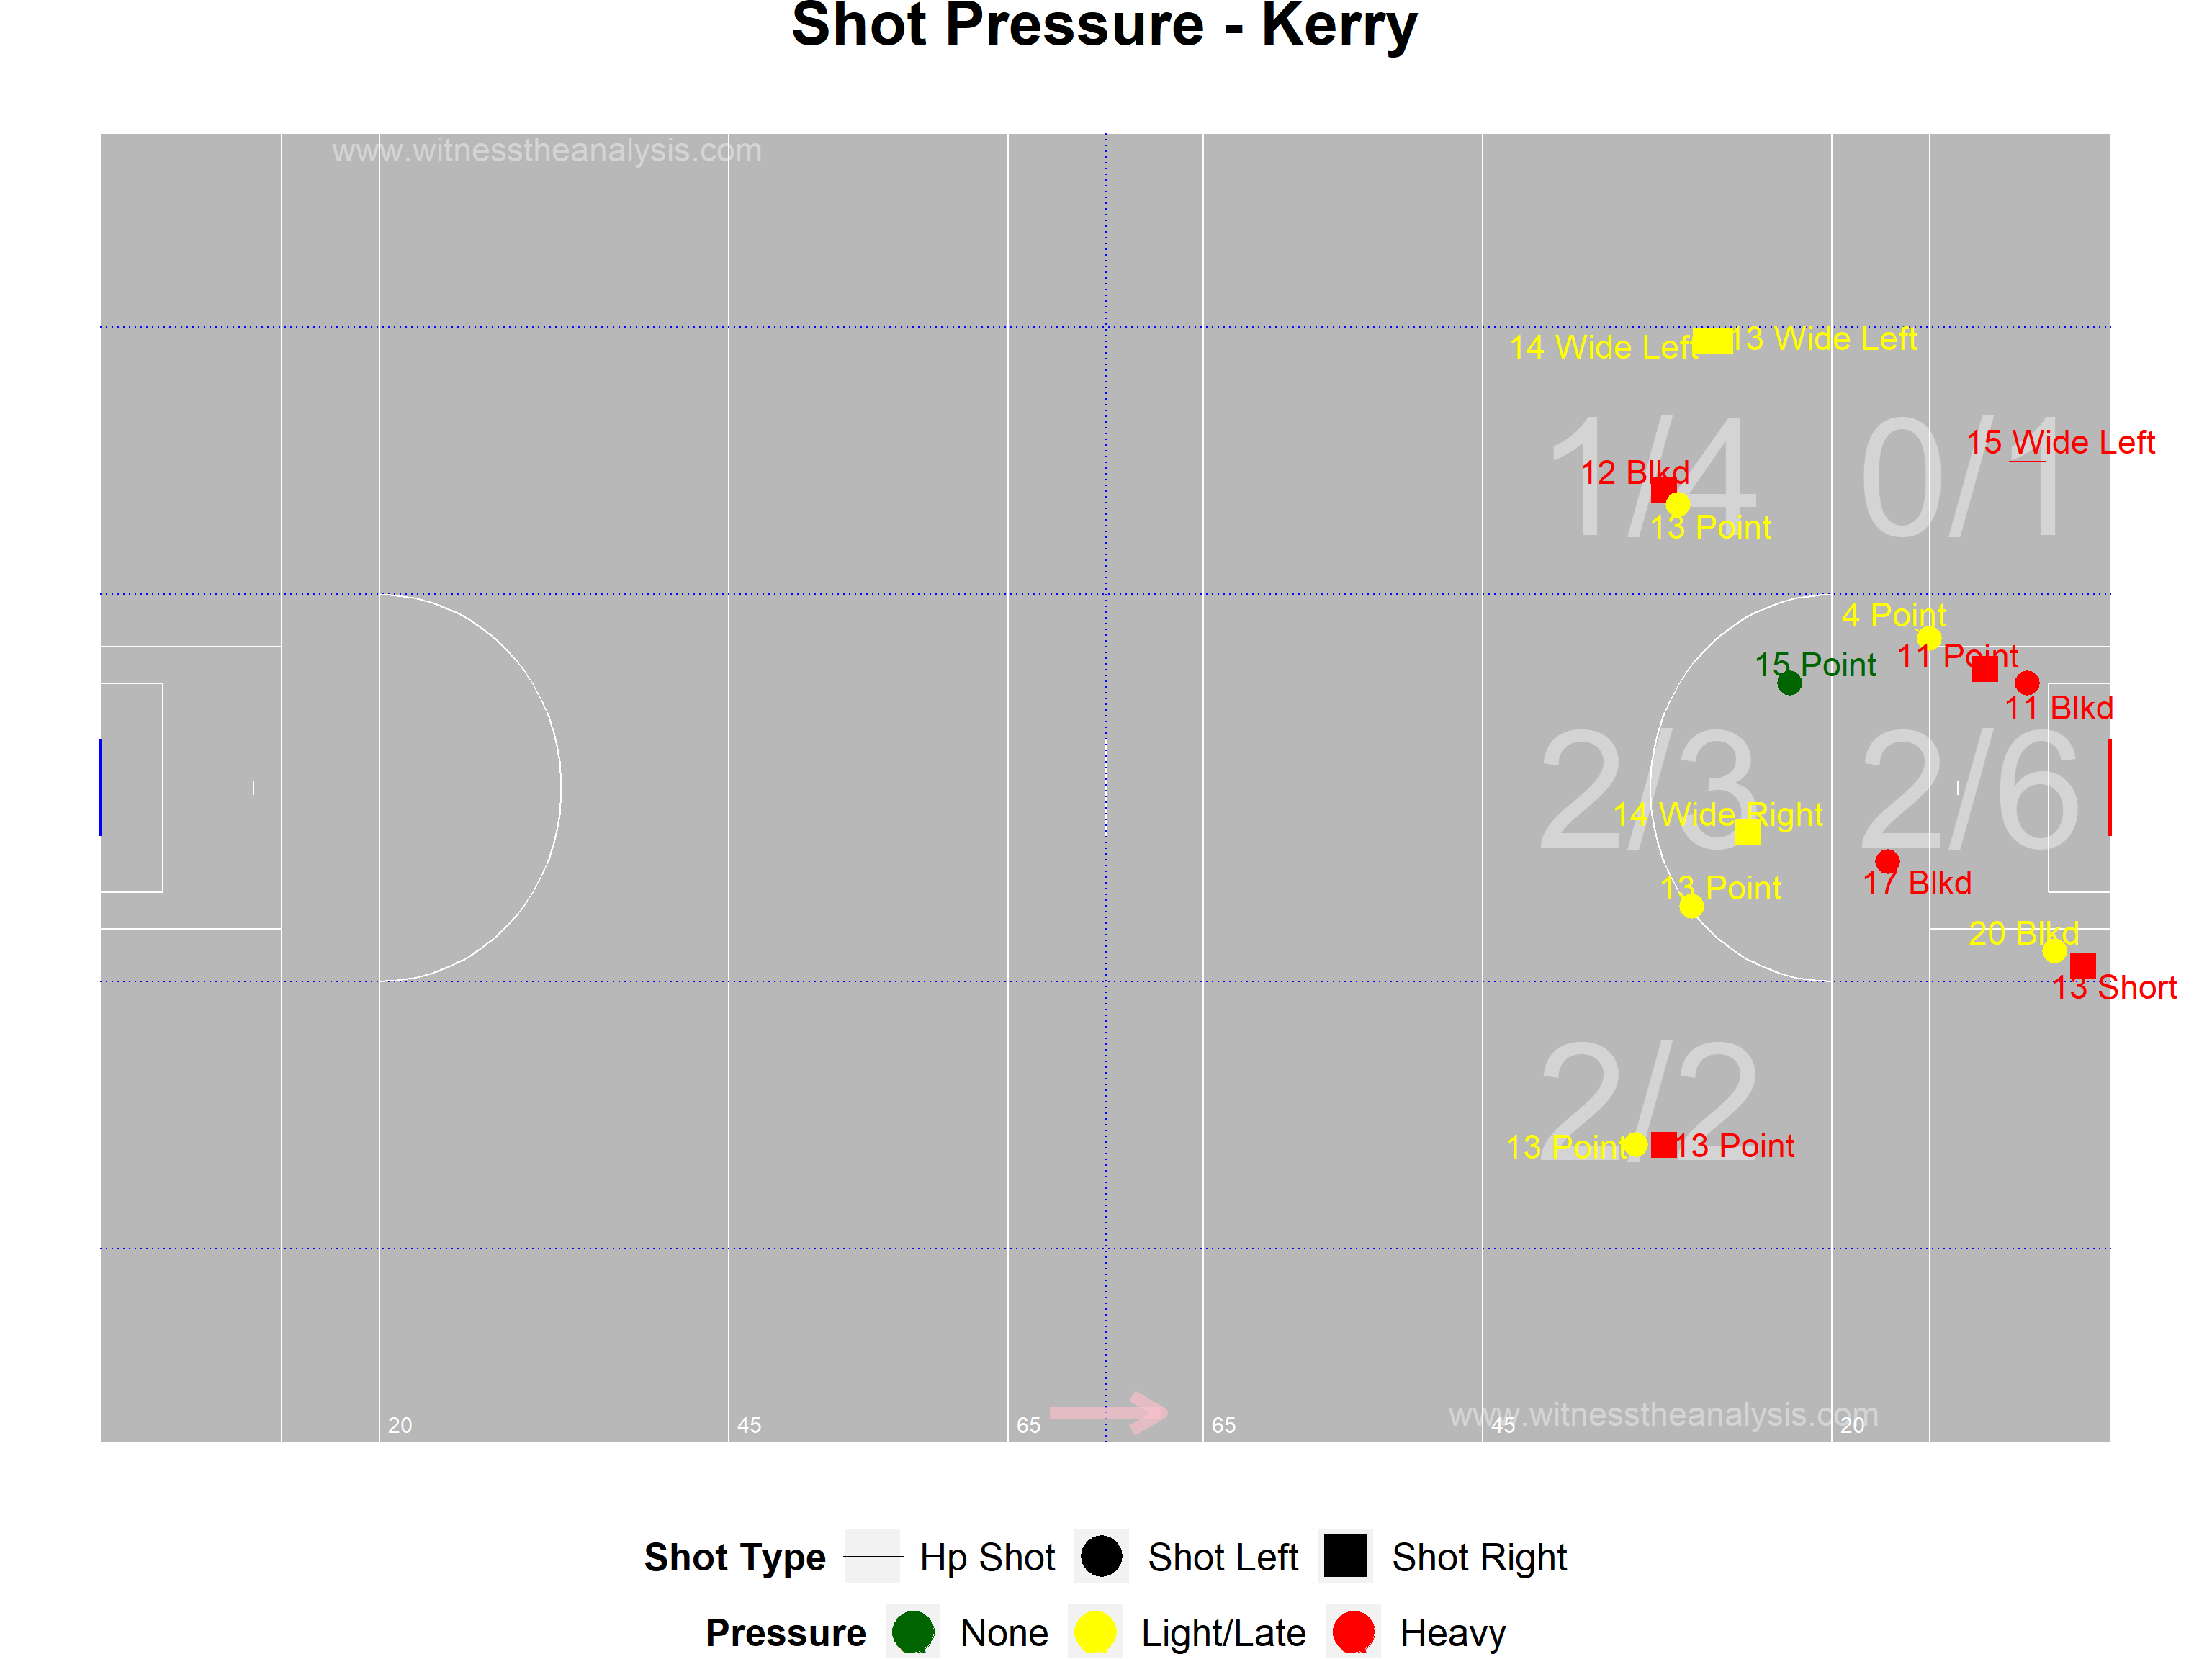 Shot Pressure - Kerry
www.witnesstheanalysis.com
14 Wide Left
13 Wide Left
1/4
0/1
15 Wide Left
12 Blkd
13 Point
4 Point
11 Point
15 Point
11 Blkd
2/3
2/6
14 Wide Right
17 Blkd
13 Point
20 Blkd
13 Short
2/2
13 Point
13 Point
www.witnesstheanalysis.com
20
45
65
65
45
20
Shot Type
Hp Shot
Shot Left
Shot Right
Pressure
None
Light/Late
Heavy